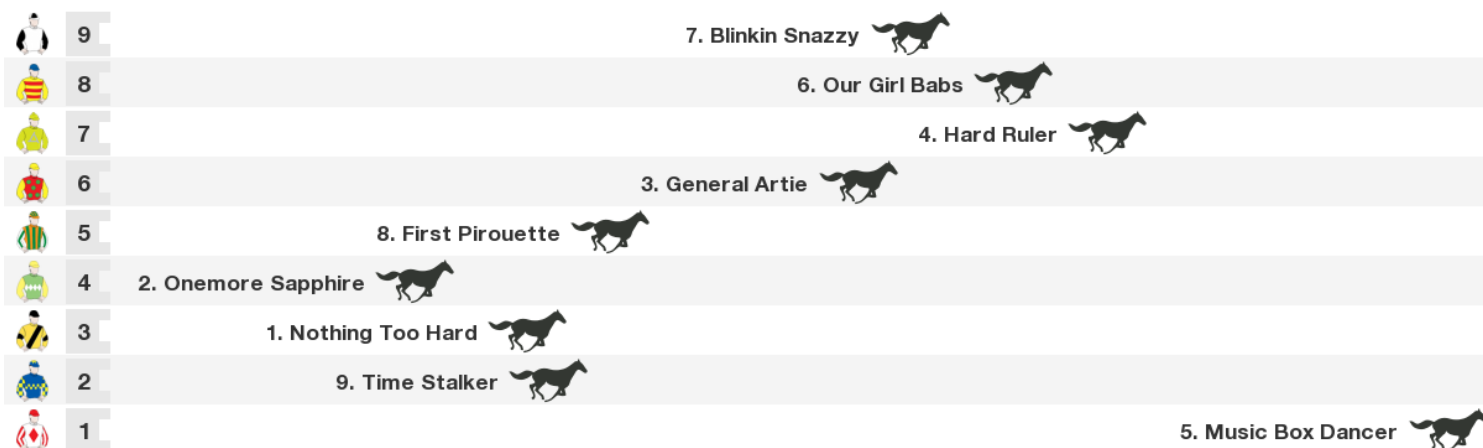 9 7. Blinkin Snazzy
8 6. Our Girl Babs
7 4. Hard Ruler
6 3. General Artie
5 8. First Pirouette
4 2. Onemore Sapphire
3 1. Nothing Too Hard
2 9. Time Stalker
1 5. Music Box Dancer